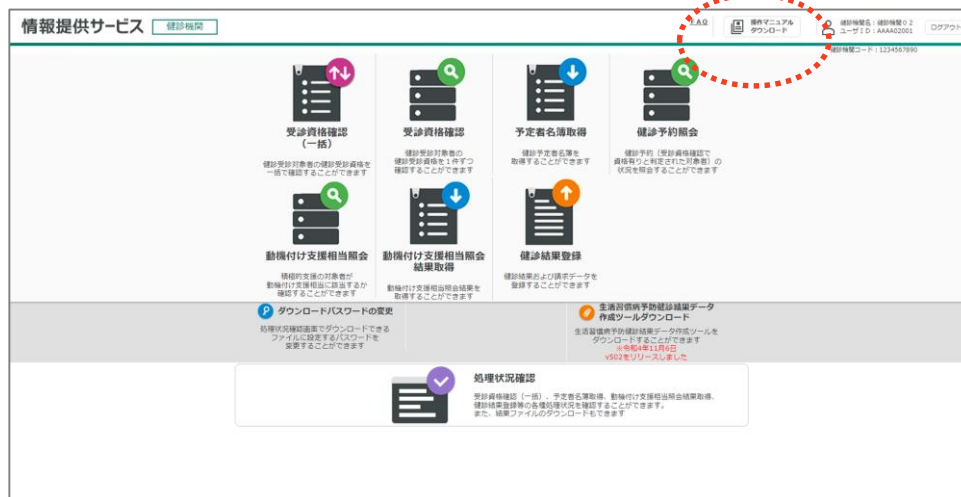 情報提供サービス 健診機関
FAQ
操作マニュアル
ダウンロード
健診機関名：健診機関０２
ユーザＩＤ：AAAA02001
ログアウト
健診機関コード：1234567890
受診資格確認
（一括）
健診受診対象者の健診受診資格を
一括で確認することができます
受診資格確認
健診受診対象者の
健診受診資格を１件ずつ
確認することができます
予定者名簿取得
健診予定者名簿を
取得することができます
健診予約照会
健診予約（受診資格確認で
資格有りと判定された対象者）の
状況を照会することができます
動機付け支援相当照会
積極的支援の対象者が
動機付け支援相当に該当するか
確認することができます
動機付け支援相当照会
結果取得
動機付け支援相当照会結果を
取得することができます
健診結果登録
健診結果および請求データを
登録することができます
ダウンロードパスワードの変更
処理状況確認画面でダウンロードできる
ファイルに設定するパスワードを
変更することができます
生活習慣病予防健診結果データ
作成ツールダウンロード
生活習慣病予防健診結果データ作成ツールを
ダウンロードすることができます
※令和4年11月6日
v502をリリースしました
処理状況確認
受診資格確認（一括）、予定者名簿取得、動機付け支援相当照会結果取得、
健診結果登録等の各種処理状況を確認することができます。
また、結果ファイルのダウンロードもできます